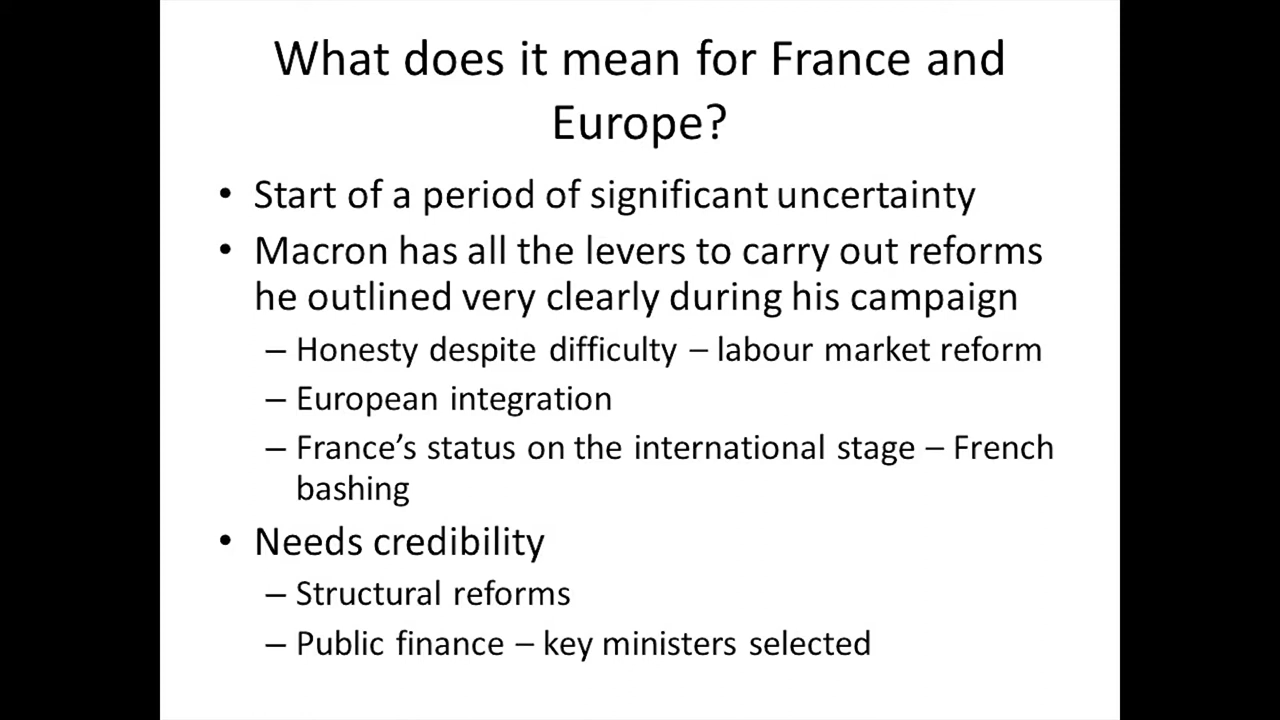 What does it mean for France and
Europe?
• Start of a period of significant uncertainty
• Macron has all the levers to carry out reforms
he outlined very clearly during his campaign
– Honesty despite difficulty – labour market reform
– European integration
– France’s status on the international stage – French
bashing
• Needs credibility
– Structural reforms
– Public finance – key ministers selected